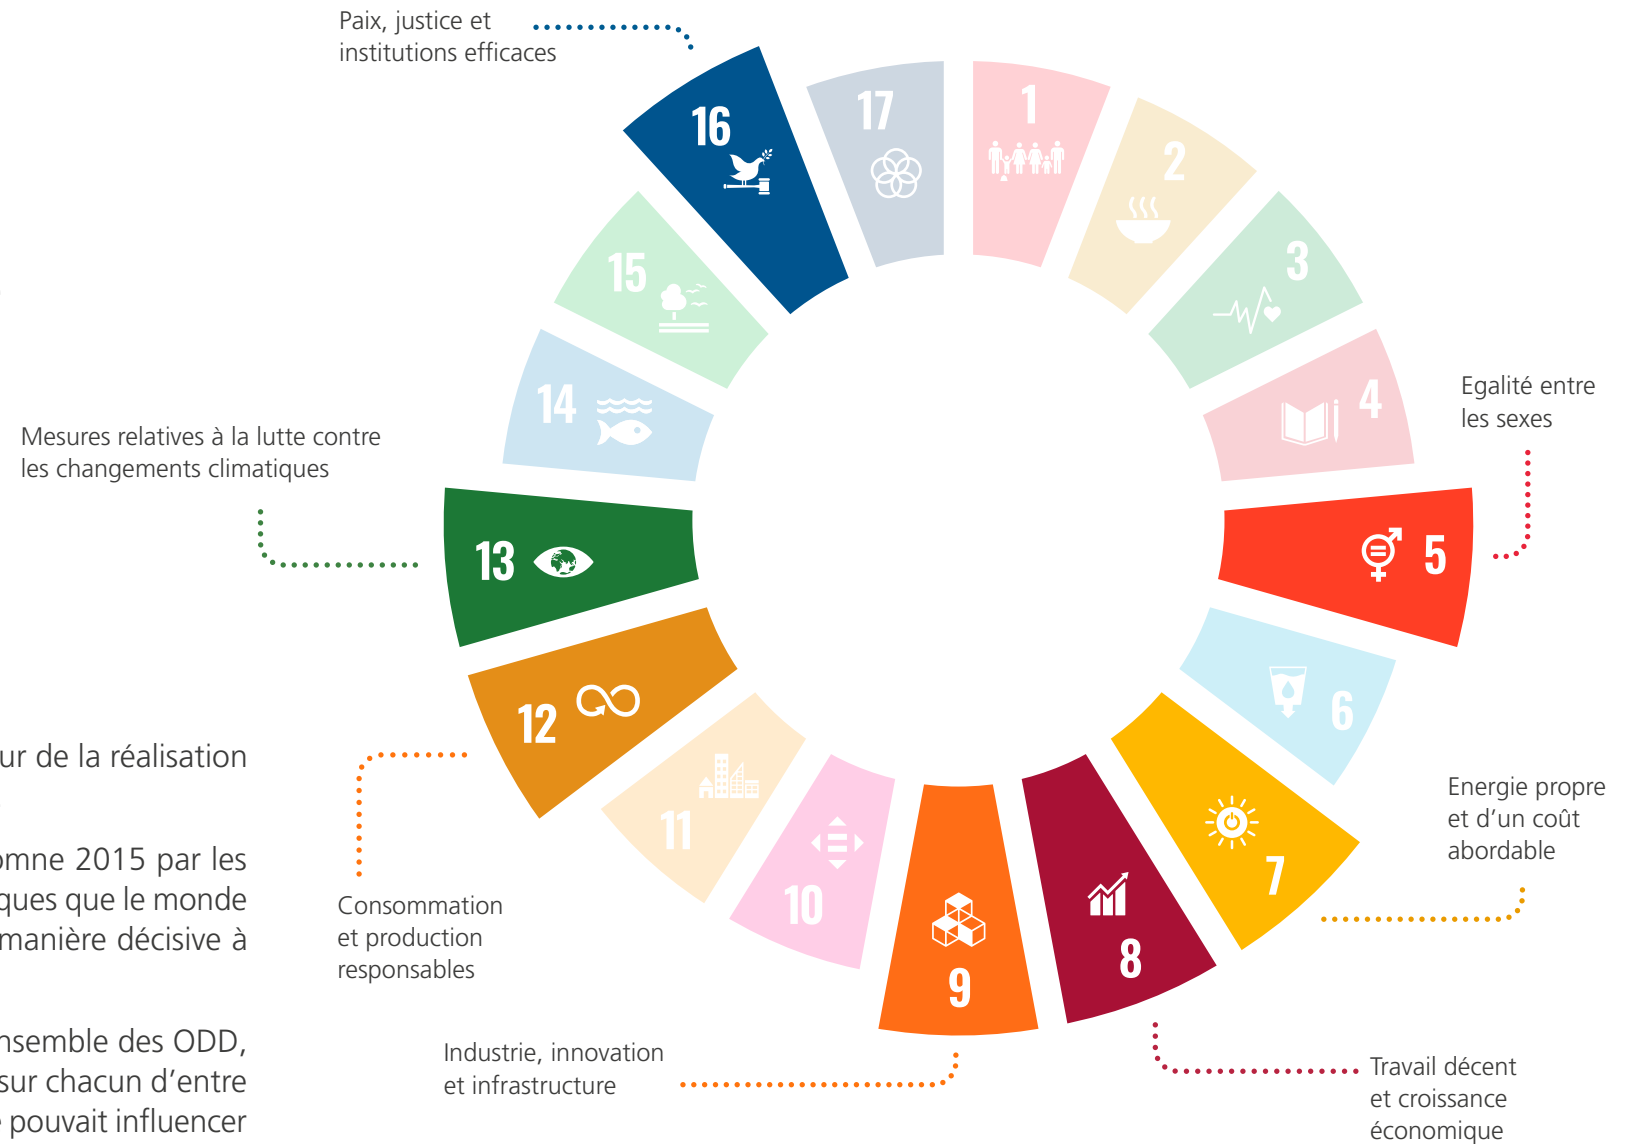 Paix, justice et
institutions efficaces
16
17
1
2
3
4
15
14
Egalité entre
les sexes
Mesures relatives à la lutte contre
les changements climatiques
13
5
12
6
11
10
9
8
7
Energie propre
et d'un coût
abordable
Consommation
et production
responsables
Industrie, innovation
et infrastructure
Travail décent
et croissance
économique
ur de la réalisation
omne 2015 par les
ques que le monde
manière décisive à
nsemble des ODD,
sur chacun d'entre
pouvait influencer